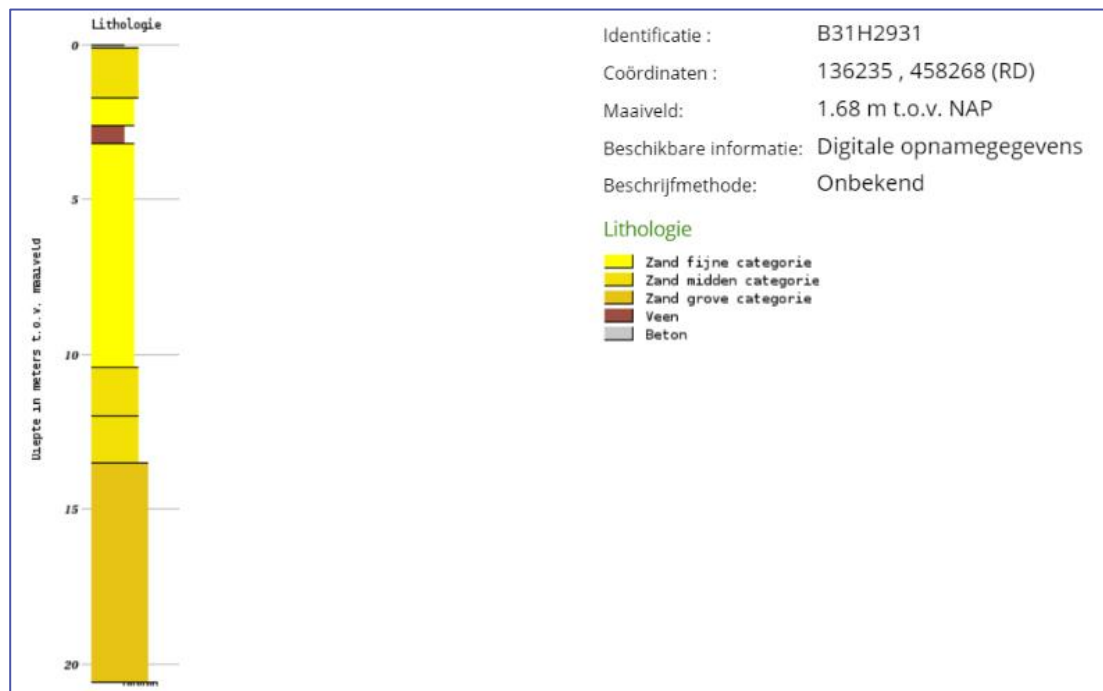 Lithologie
0
5
10
15
20
Diepte in meters t.o.v. maaiveld
Identificatie : B31H2931
Coördinaten : 136235 , 458268 (RD)
Maaiveld: 1.68 m t.o.v. NAP
Beschikbare informatie: Digitale opnamegegevens
Beschrijfmethode: Onbekend
Lithologie
Zand fijne categorie
Zand midden categorie
Zand grove categorie
Veen
Beton